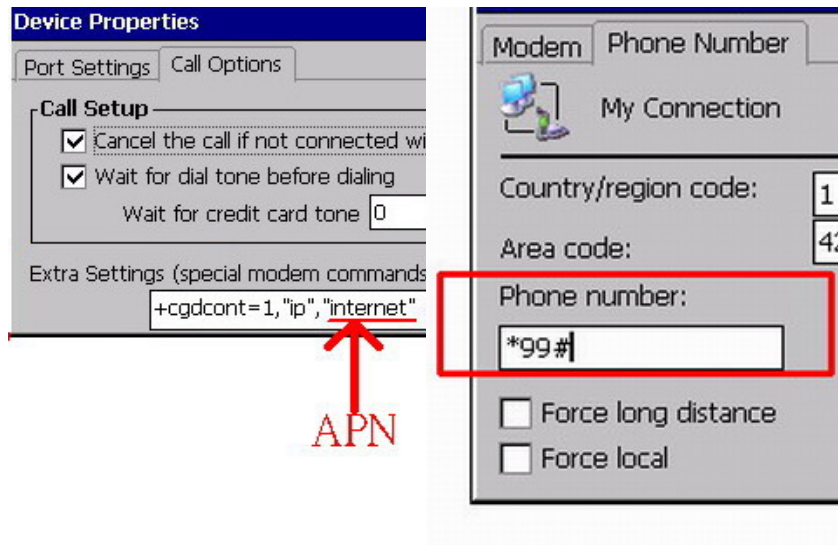 Device Properties
Port Settings
Call Options
Call Setup
Cancel the call if not connected
Wait for dial tone before dialing
Wait for credit card tone 0
Extra Settings (special modem commands
+cgdcont=1,"ip","internet"
APN
Modem
Phone Number
My Connection
Country/region code: 1
Area code:
Phone number:
*99#
Force long distance
Force local